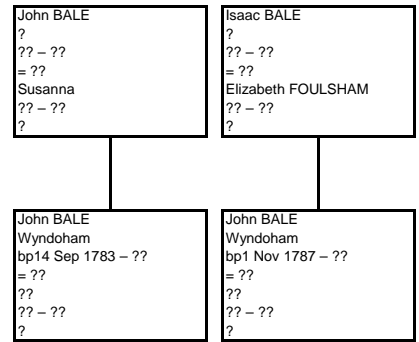 John BALE
?
?? – ??
= ??
Susanna
?? – ??
?
Isaac BALE
?
?? – ??
= ??
Elizabeth FOULSHAM
?? – ??
?
John BALE
Wyndoham
bp14 Sep 1783 – ??
= ??
??
?? – ??
?
John BALE
Wyndoham
bp1 Nov 1787 – ??
= ??
??
?? – ??
?